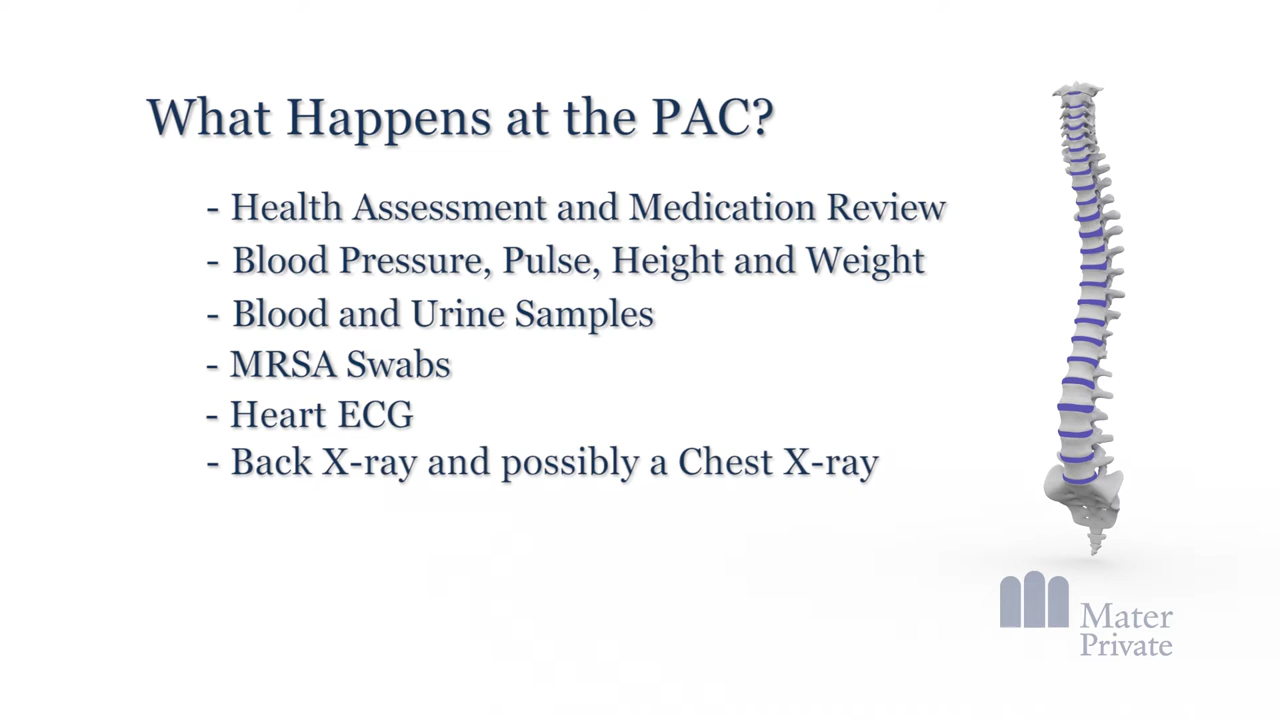 What Happens at the PAC?
- Health Assessment and Medication Review
- Blood Pressure, Pulse, Height and Weight
- Blood and Urine Samples
- MRSA Swabs
- Heart ECG
- Back X-ray and possibly a Chest X-ray
Mater
Private